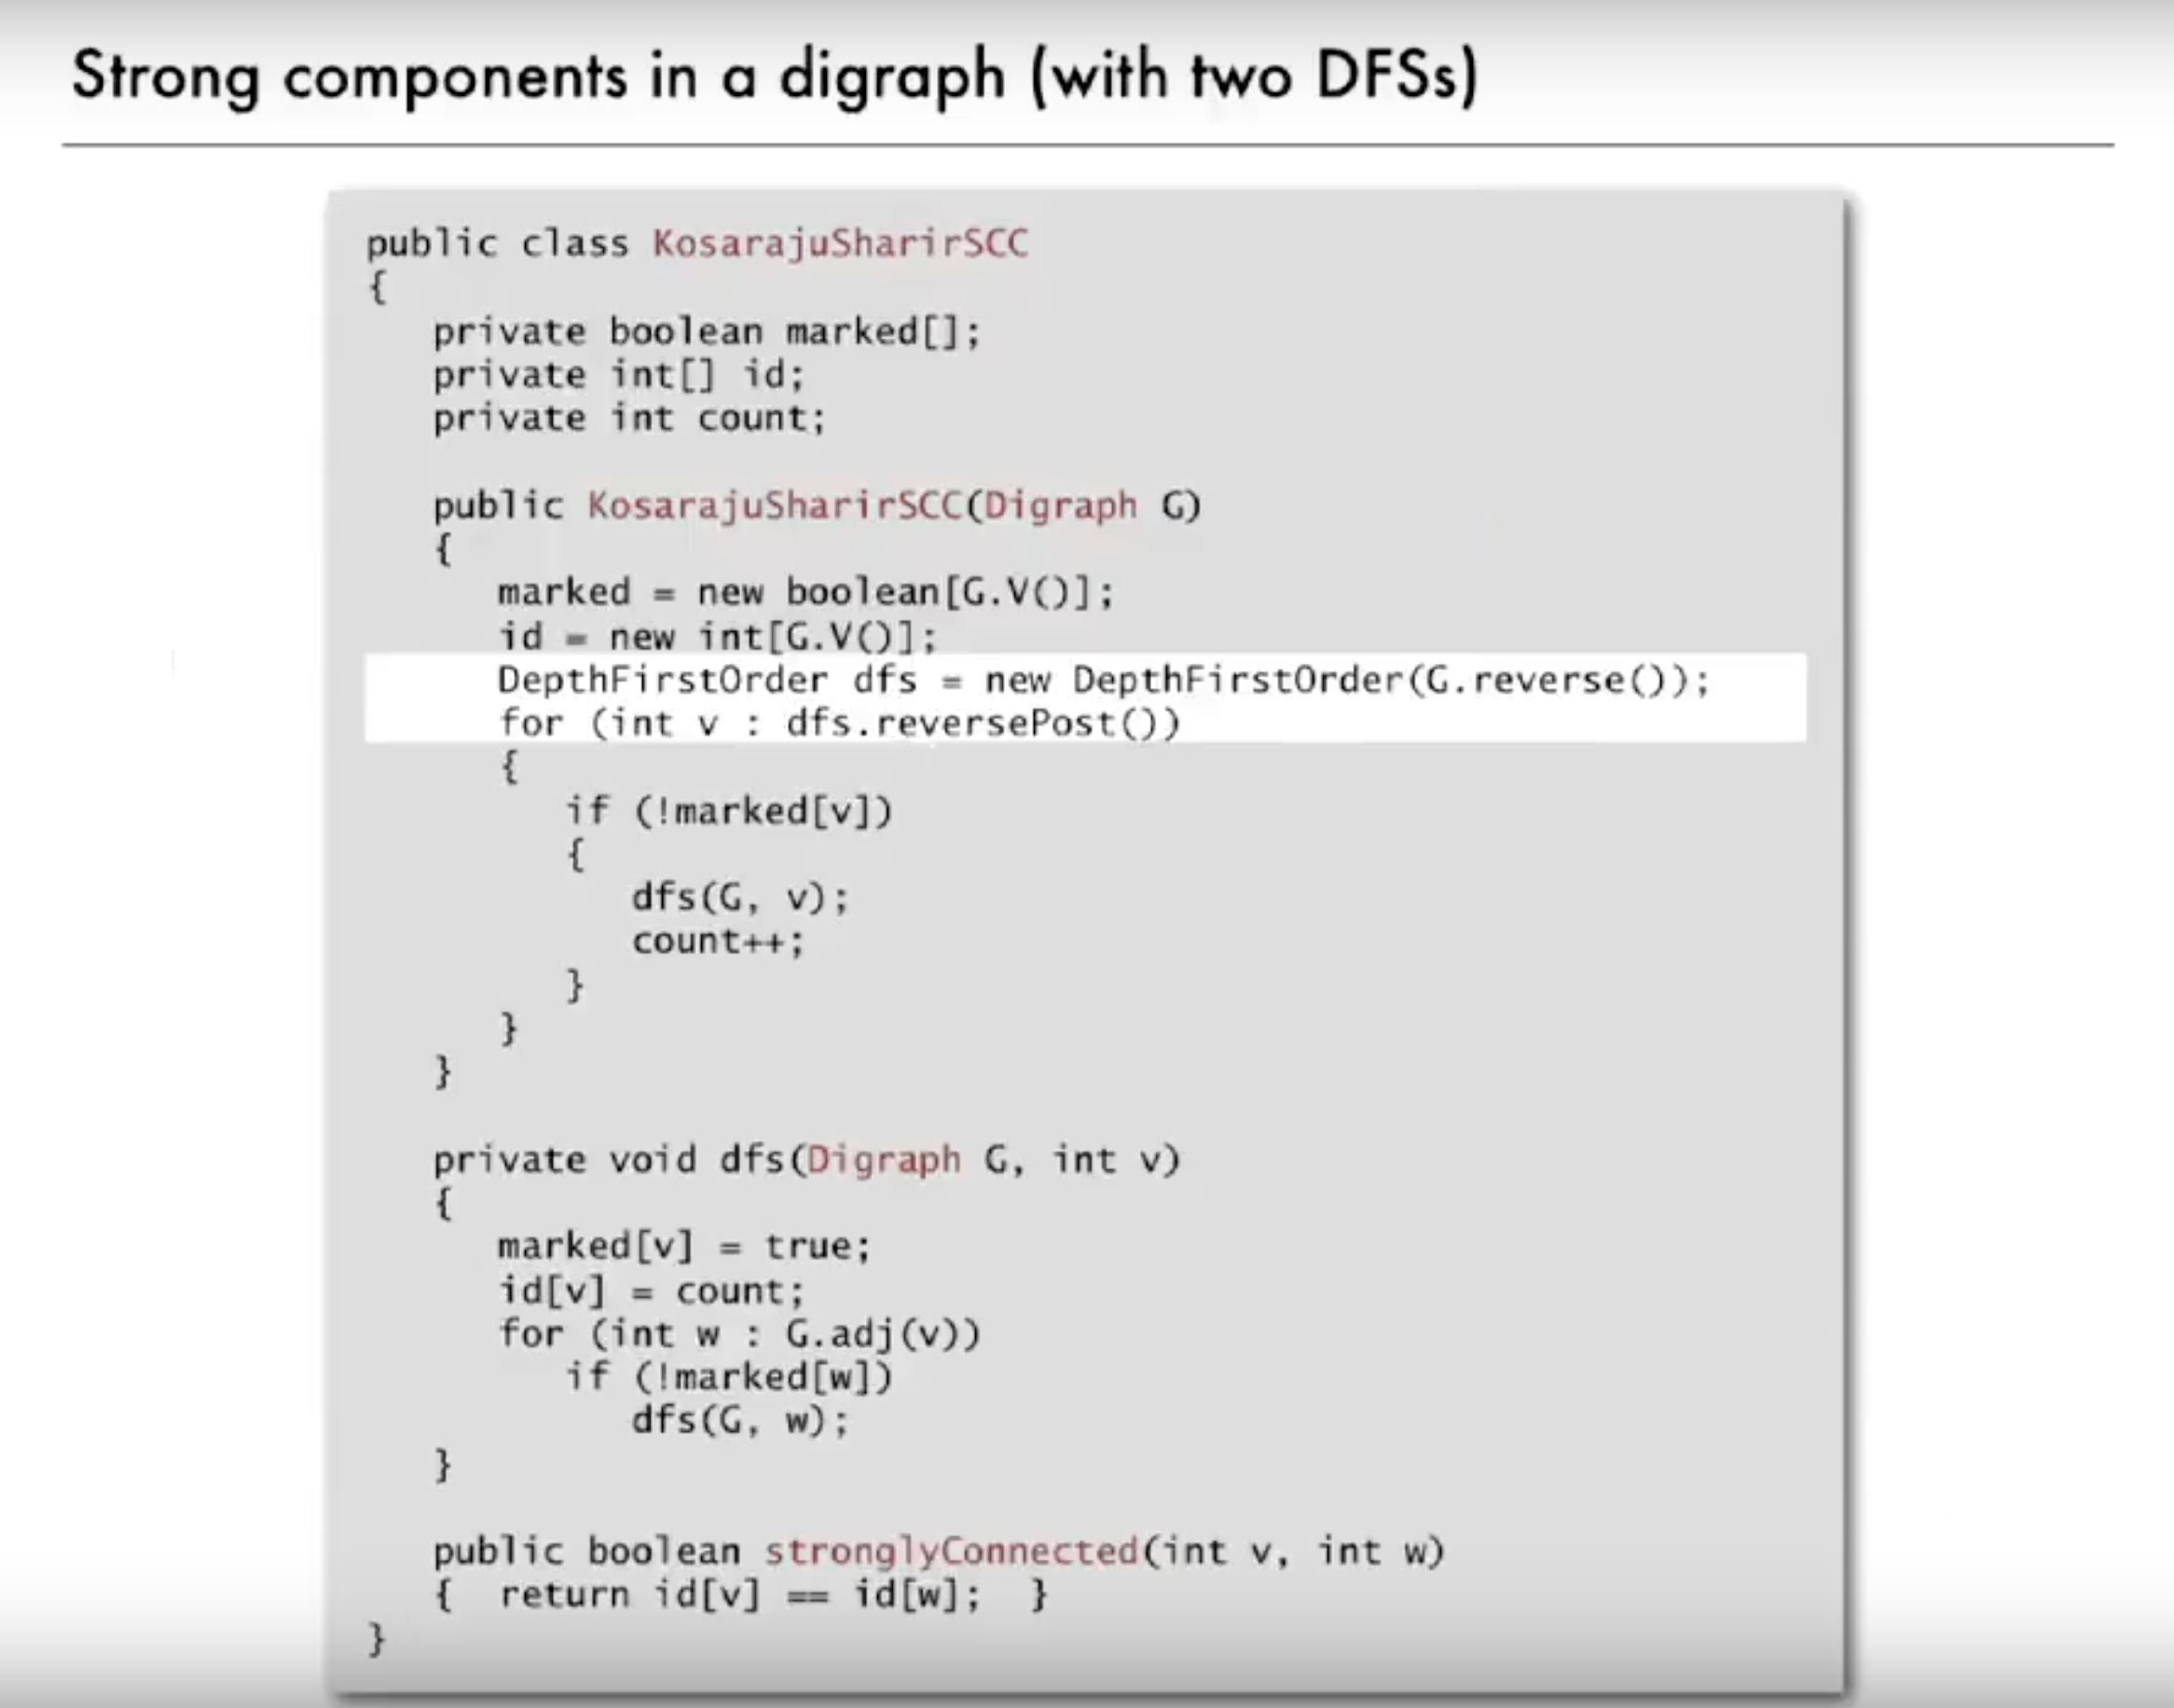 Strong components in a digraph (with two DFSs)
public class KosarajuSharirSCC
{
private boolean marked[];
private int[] id;
private int count;
public KosarajuSharirSCC(Digraph G)
{
marked = new boolean[G.V()];
id = new int[G.V()];
DepthFirstOrder dfs = new DepthFirstOrder(G.reverse());
for (int v : dfs.reversePost())
{
if (!marked[v])
{
dfs(G, v);
count++;
}
}
}
private void dfs(Digraph G, int v)
{
marked[v] = true;
id[v] = count;
for (int w : G.adj(v))
if (!marked[w])
dfs(G, w);
}
public boolean stronglyConnected(int v, int w)
{ return id[v] == id[w]; }
}